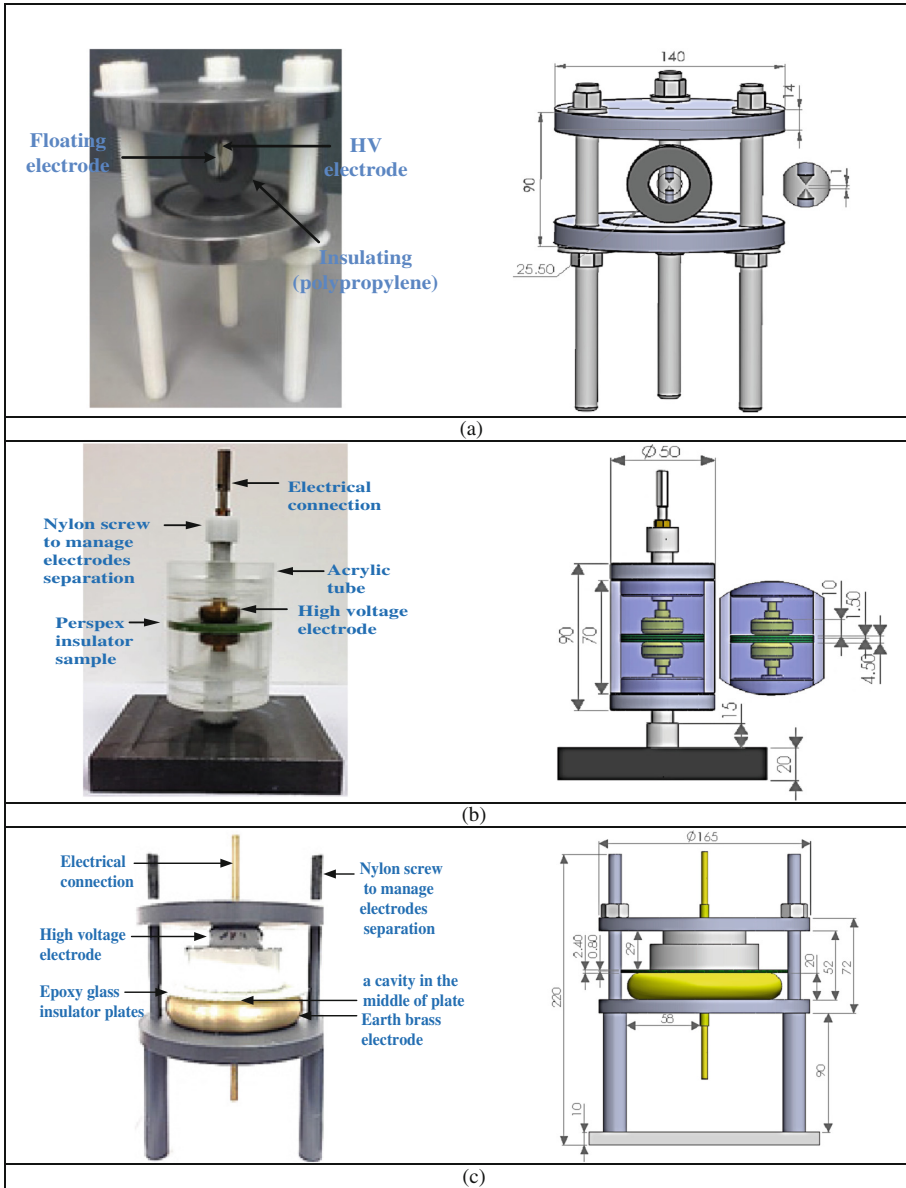 Floating
electrode
HV
electrode
Insulating
(polypropylene)
140
14
90
1
25.50
(a)
Electrical
connection
Nylon screw
to manage
electrodes
separation
Acrylic
tube
High voltage
electrode
Perspex
insulator
sample
Ø50
90
70
10
1.50
4.50
15
20
(b)
Electrical
connection
Nylon screw
to manage
electrodes
separation
High voltage
electrode
Epoxy glass
insulator plates
a cavity in the
middle of plate
Earth brass
electrode
Ø165
2.40
0.80
29
20
52
72
220
58
90
10
(c)